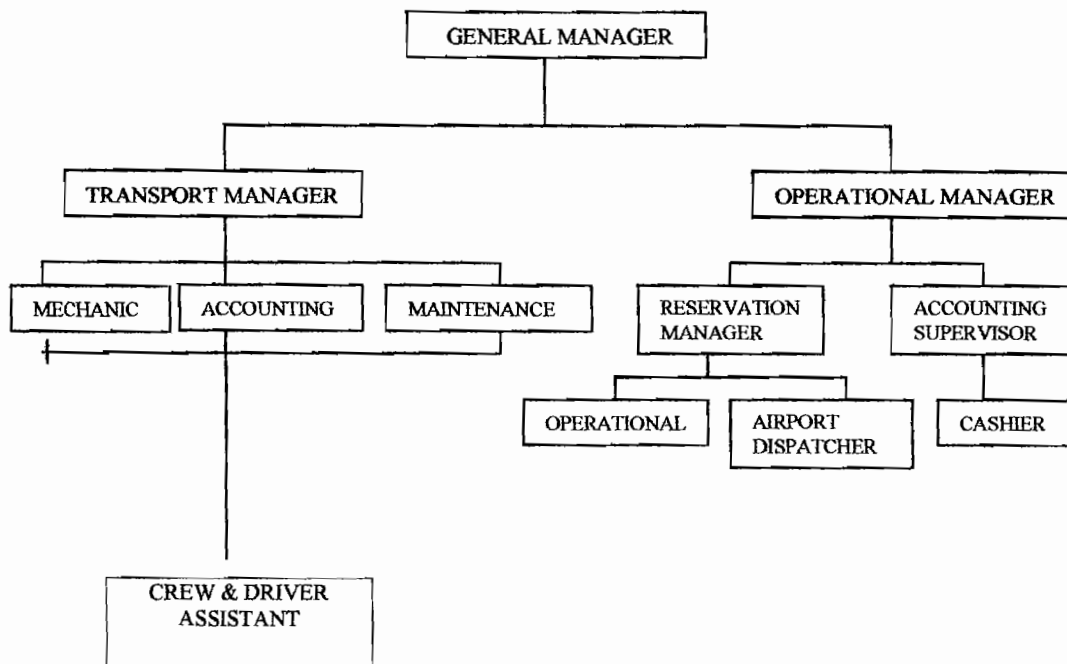 GENERAL MANAGER
TRANSPORT MANAGER
OPERATIONAL MANAGER
MECHANIC
ACCOUNTING
MAINTENANCE
RESERVATION
MANAGER
ACCOUNTING
SUPERVISOR
OPERATIONAL
AIRPORT
DISPATCHER
CASHIER
CREW & DRIVER
ASSISTANT